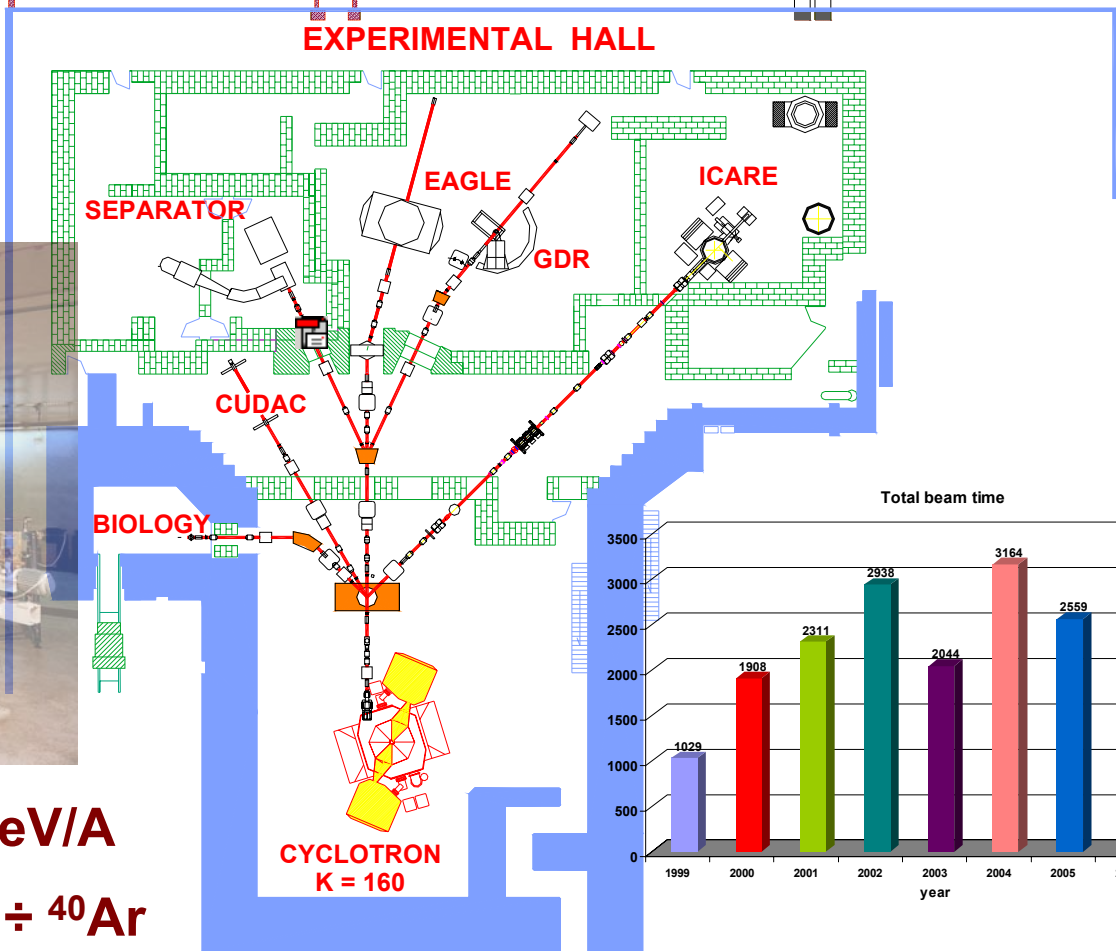 EXPERIMENTAL HALL
EAGLE
ICARE
SEPARATOR
GDR
CUDAC
BIOLOGY
Total beam time
3500
3000
2500
2000
1500
1000
500
0
1029
1908
2311
2938
2044
3164
2559
1999 2000 2001 2002 2003 2004 2005
year
CYCLOTRON
K = 160
eV/A
÷ ⁴⁰Ar